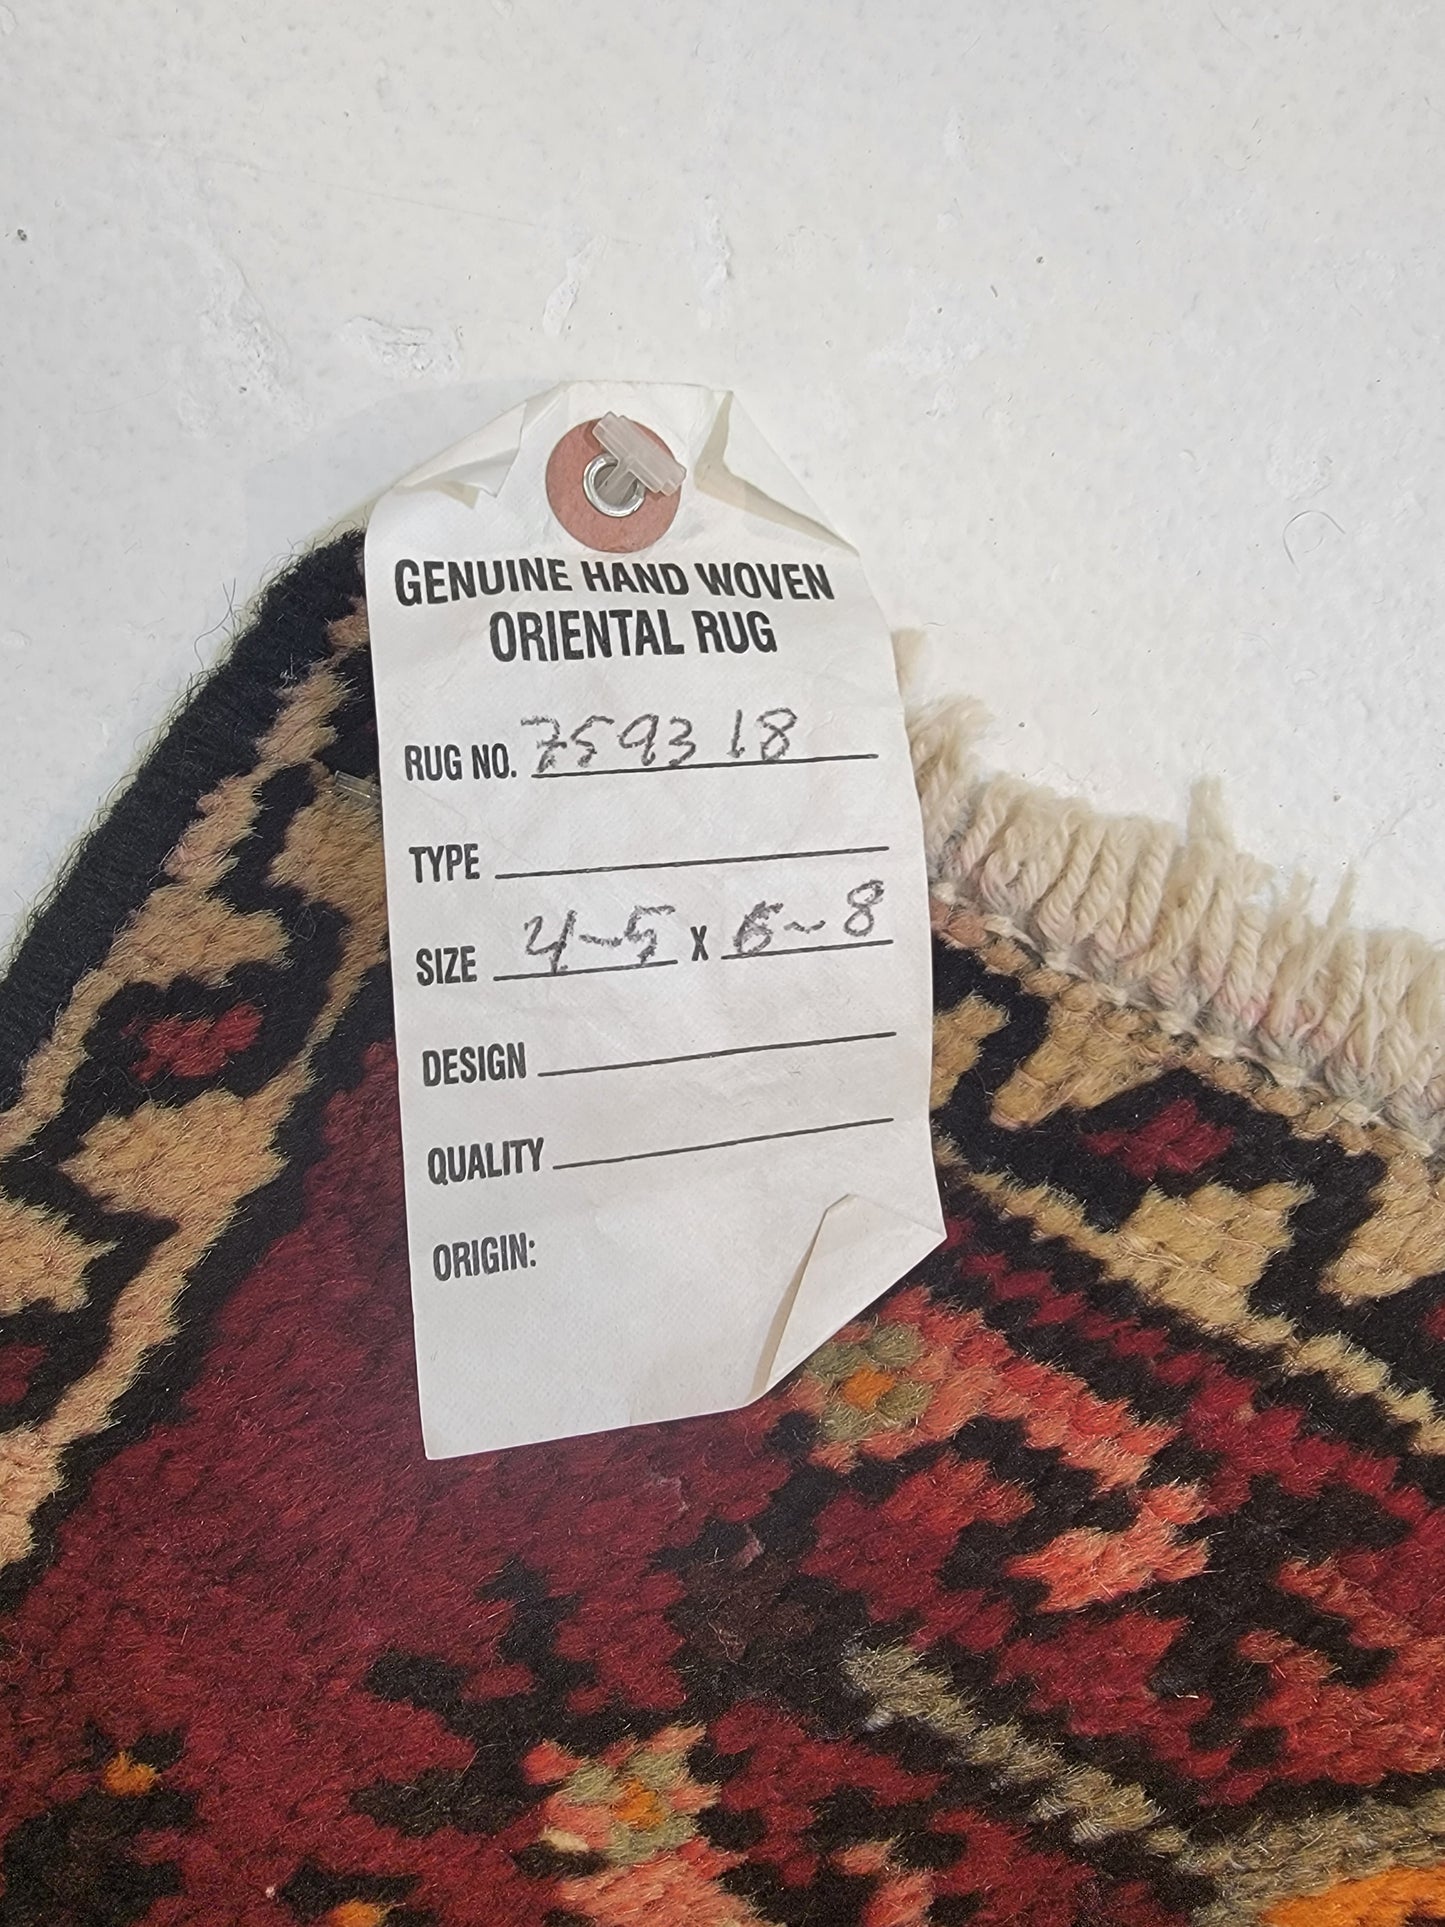 GENUINE HAND WOVEN
ORIENTAL RUG
RUG NO. 759318
TYPE
SIZE 4-5 x 6-8
DESIGN
QUALITY
ORIGIN: